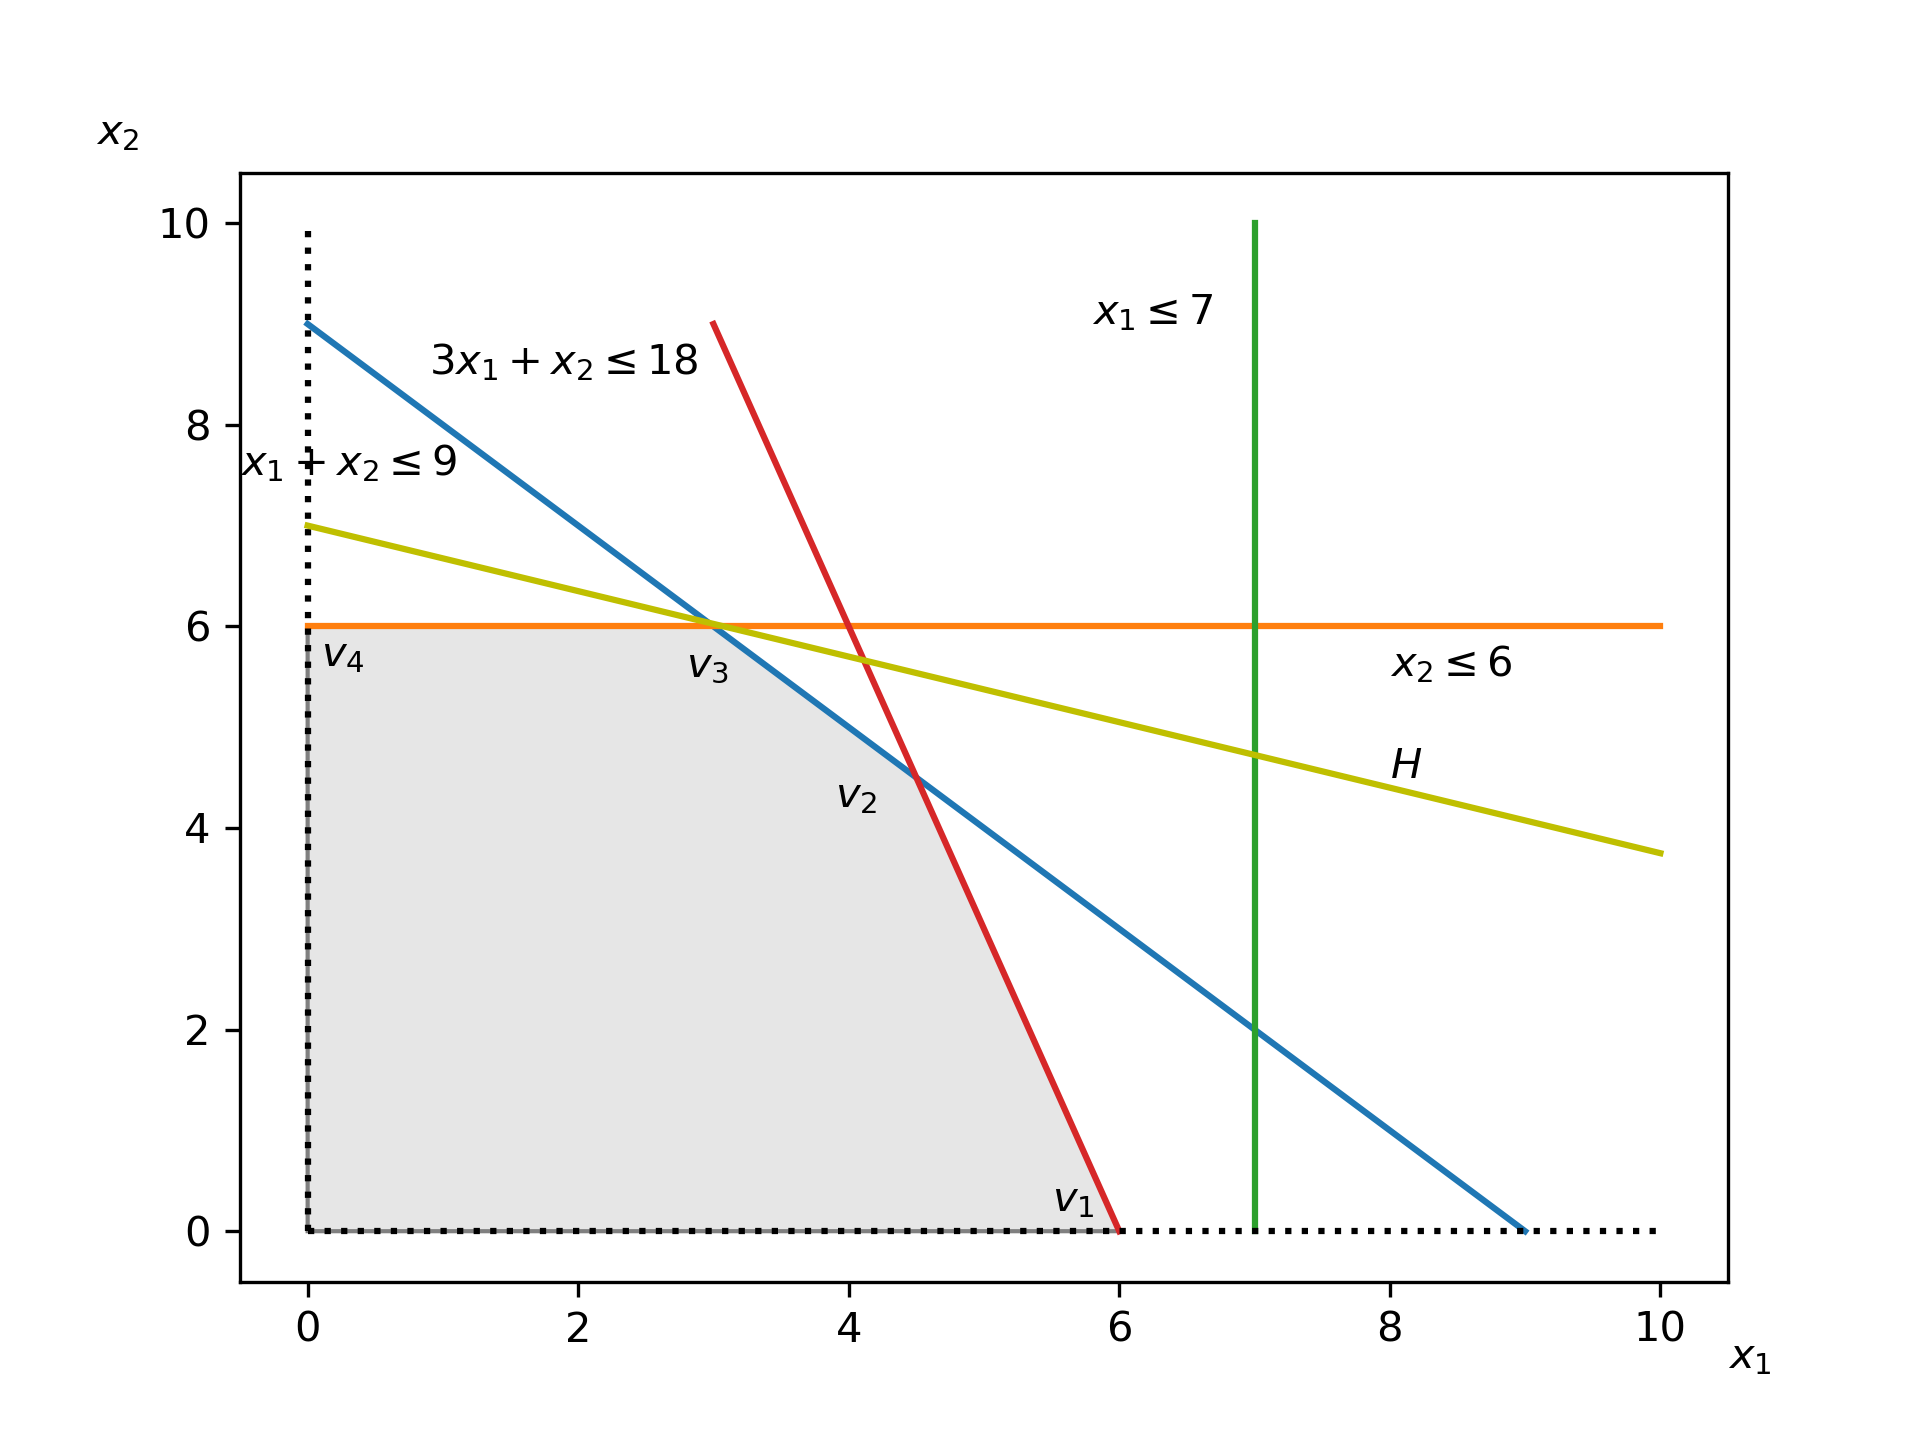 x₂
10
x₁ ≤ 7
3x₁ + x₂ ≤ 18
8
x₁ + x₂ ≤ 9
6
v₄
v₃
x₂ ≤ 6
H
v₂
4
2
v₁
0
0 2 4 6 8 10
x₁